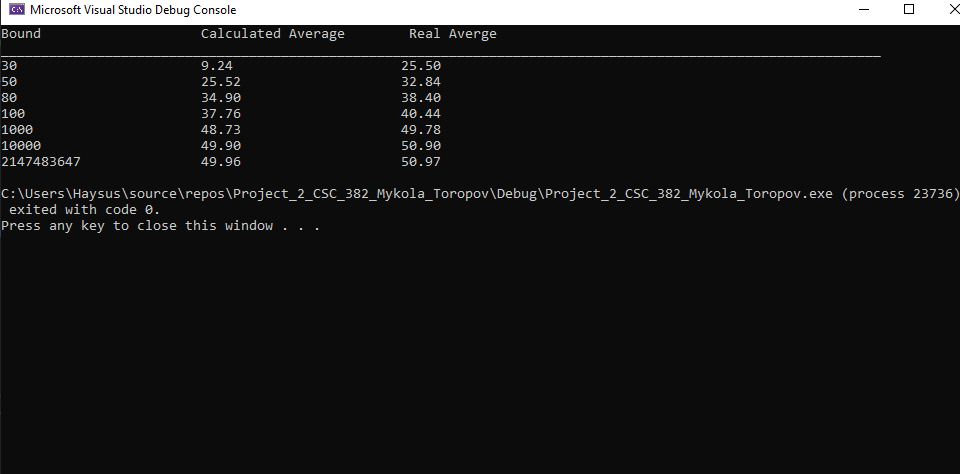 Microsoft Visual Studio Debug Console
Bound Calculated Average Real Averge
30 9.24 25.50
50 25.52 32.84
80 34.90 38.40
100 37.76 40.44
1000 48.73 49.78
10000 49.90 50.90
2147483647 49.96 50.97
C:\Users\Haysus\source\repos\Project_2_CSC_382_Mykola_Toropov\Debug\Project_2_CSC_382_Mykola_Toropov.exe (process 23736)
exited with code 0.
Press any key to close this window . . .